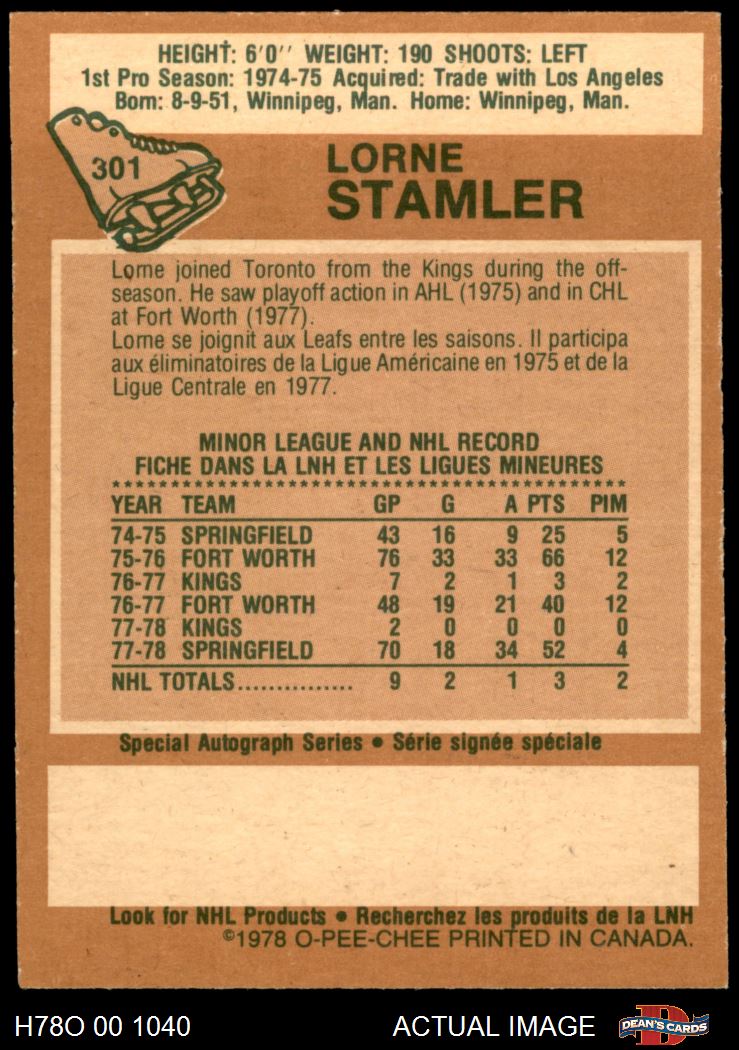 HEIGHT: 6'0'' WEIGHT: 190 SHOOTS: LEFT
1st Pro Season: 1974-75 Acquired: Trade with Los Angeles
Born: 8-9-51, Winnipeg, Man. Home: Winnipeg, Man.
301
LORNE
STAMLER
Lorne joined Toronto from the Kings during the off-
season. He saw playoff action in AHL (1975) and in CHL
at Fort Worth (1977).
Lorne se joignit aux Leafs entre les saisons. Il participa
aux éliminatoires de la Ligue Américaine en 1975 et de la
Ligue Centrale en 1977.
MINOR LEAGUE AND NHL RECORD
FICHE DANS LA LNH ET LES LIGUES MINEURES
YEAR TEAM GP G A PTS PIM
74-75 SPRINGFIELD 43 16 9 25 5
75-76 FORT WORTH 76 33 33 66 12
76-77 KINGS 7 2 1 3 2
76-77 FORT WORTH 48 19 21 40 12
77-78 KINGS 2 0 0 0 0
77-78 SPRINGFIELD 70 18 34 52 4
NHL TOTALS............... 9 2 1 3 2
Special Autograph Series • Série signée spéciale
Look for NHL Products • Recherchez les produits de la LNH
©1978 O-PEE-CHEE PRINTED IN CANADA.
H78O 00 1040 ACTUAL IMAGE D DEAN'S CARDS